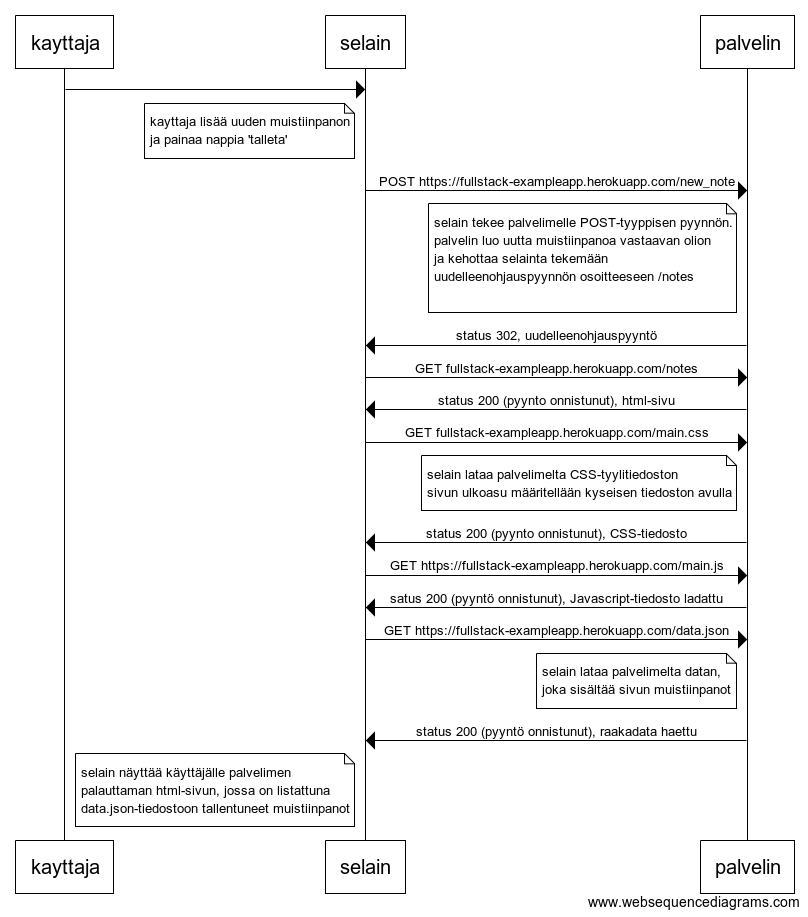 kayttaja
selain
palvelin
kayttaja lisää uuden muistiinpanon
ja painaa nappia 'talleta'
POST https://fullstack-exampleapp.herokuapp.com/new_note
selain tekee palvelimelle POST-tyyppisen pyynnön.
palvelin luo uutta muistiinpanoa vastaavan olion
ja kehottaa selainta tekemään
uudelleenohjauspyynnön osoitteeseen /notes
status 302, uudelleenohjauspyyntö
GET fullstack-exampleapp.herokuapp.com/notes
status 200 (pyynto onnistunut), html-sivu
GET fullstack-exampleapp.herokuapp.com/main.css
selain lataa palvelimelta CSS-tyylitiedoston
sivun ulkoasu määritellään kyseisen tiedoston avulla
status 200 (pyynto onnistunut), CSS-tiedosto
GET https://fullstack-exampleapp.herokuapp.com/main.js
satus 200 (pyyntö onnistunut), Javascript-tiedosto ladattu
GET https://fullstack-exampleapp.herokuapp.com/data.json
selain lataa palvelimelta datan,
joka sisältää sivun muistiinpanot
status 200 (pyyntö onnistunut), raakadata haettu
selain näyttää käyttäjälle palvelimen
palauttaman html-sivun, jossa on listattuna
data.json-tiedostoon tallentuneet muistiinpanot
kayttaja
selain
palvelin
www.websequencediagrams.com